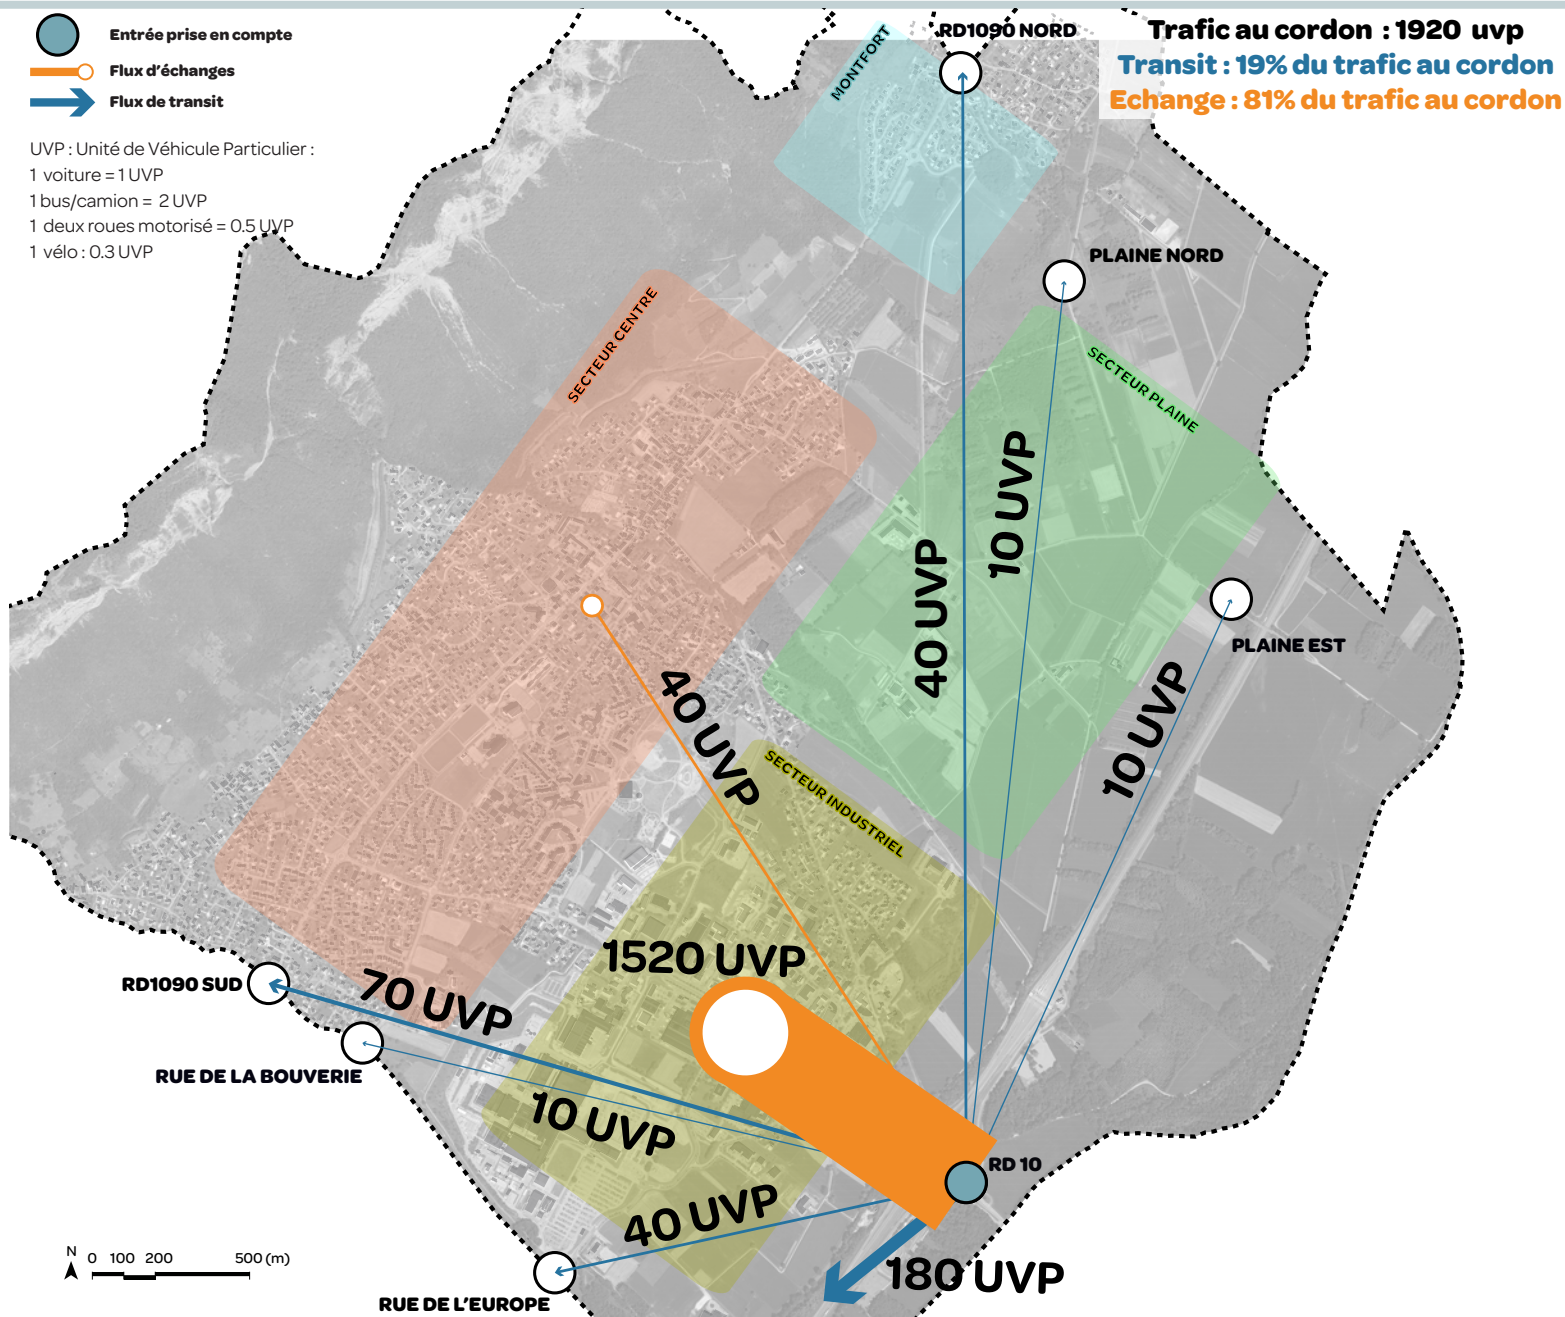 Entrée prise en compte
Flux d'échanges
Flux de transit
UVP : Unité de Véhicule Particulier :
1 voiture = 1 UVP
1 bus/camion = 2 UVP
1 deux roues motorisé = 0.5 UVP
1 vélo : 0.3 UVP
Trafic au cordon : 1920 uvp
Transit : 19% du trafic au cordon
Echange : 81% du trafic au cordon
RD1090 NORD
MONTFORT
PLAINE NORD
SECTEUR CENTRE
SECTEUR PLAINE
10 UVP
40 UVP
PLAINE EST
10 UVP
40 UVP
SECTEUR INDUSTRIEL
1520 UVP
RD1090 SUD
70 UVP
RUE DE LA BOUVERIE
10 UVP
RD 10
40 UVP
180 UVP
RUE DE L'EUROPE
N 0 100 200 500 (m)